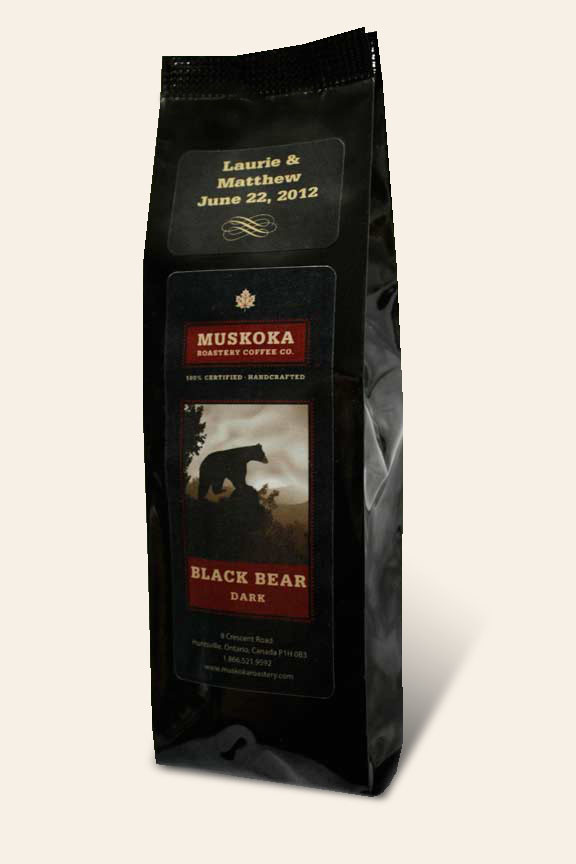 Laurie &
Matthew
June 22, 2012
MUSKOKA
ROASTERY COFFEE CO.
100% CERTIFIED · HANDCRAFTED
BLACK BEAR
DARK
8 Crescent Road
Huntsville, Ontario, Canada P1H 0B3
1.866.521.9592
www.muskokaroastery.com